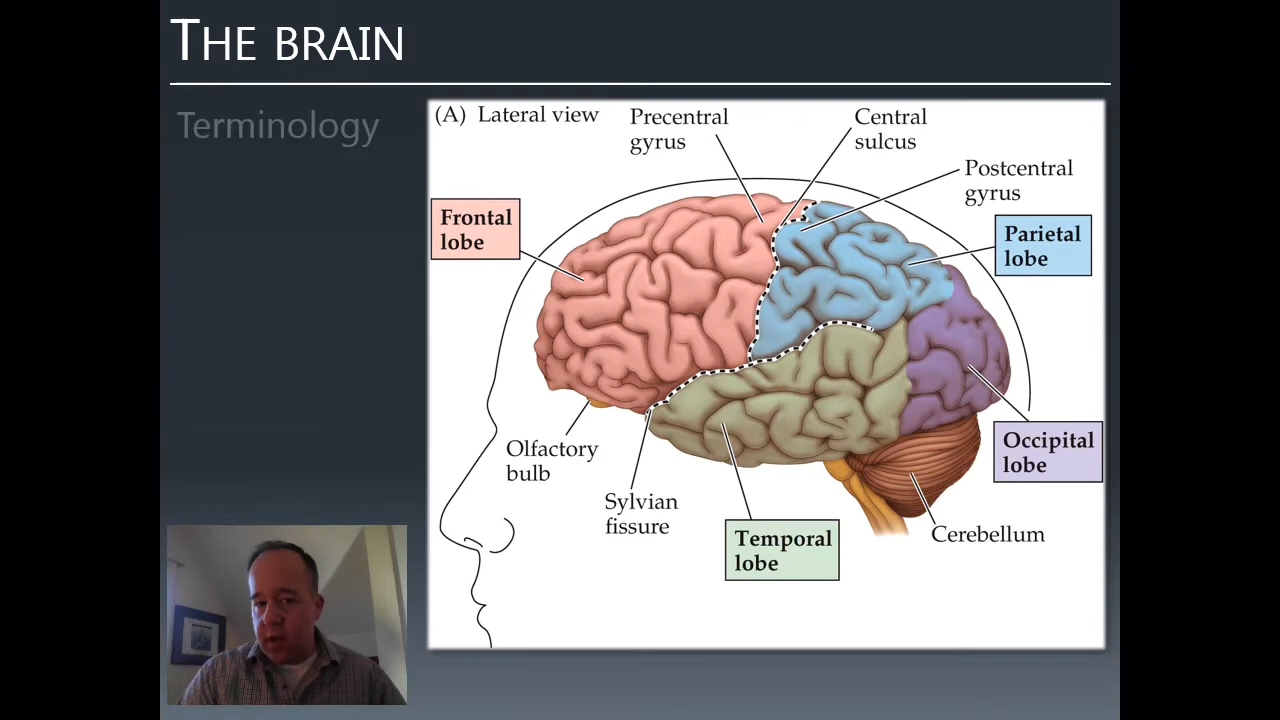 THE BRAIN
Terminology
(A) Lateral view
Precentral
gyrus
Central
sulcus
Postcentral
gyrus
Frontal
lobe
Parietal
lobe
Olfactory
bulb
Occipital
lobe
Sylvian
fissure
Temporal
lobe
Cerebellum